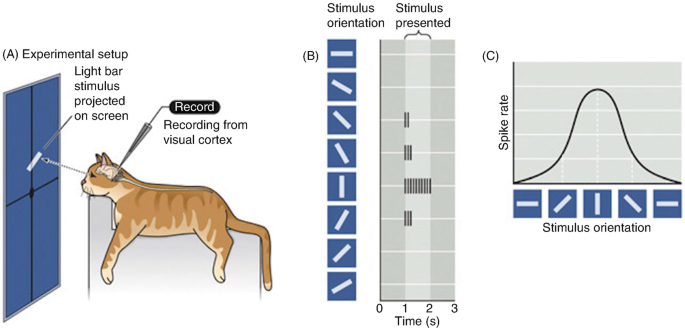 (A) Experimental setup
Light bar
stimulus
projected
on screen
Record
Recording from
visual cortex
Stimulus
orientation
Stimulus
presented
(B)
0
1
2
3
Time (s)
(C)
Spike rate
Stimulus orientation